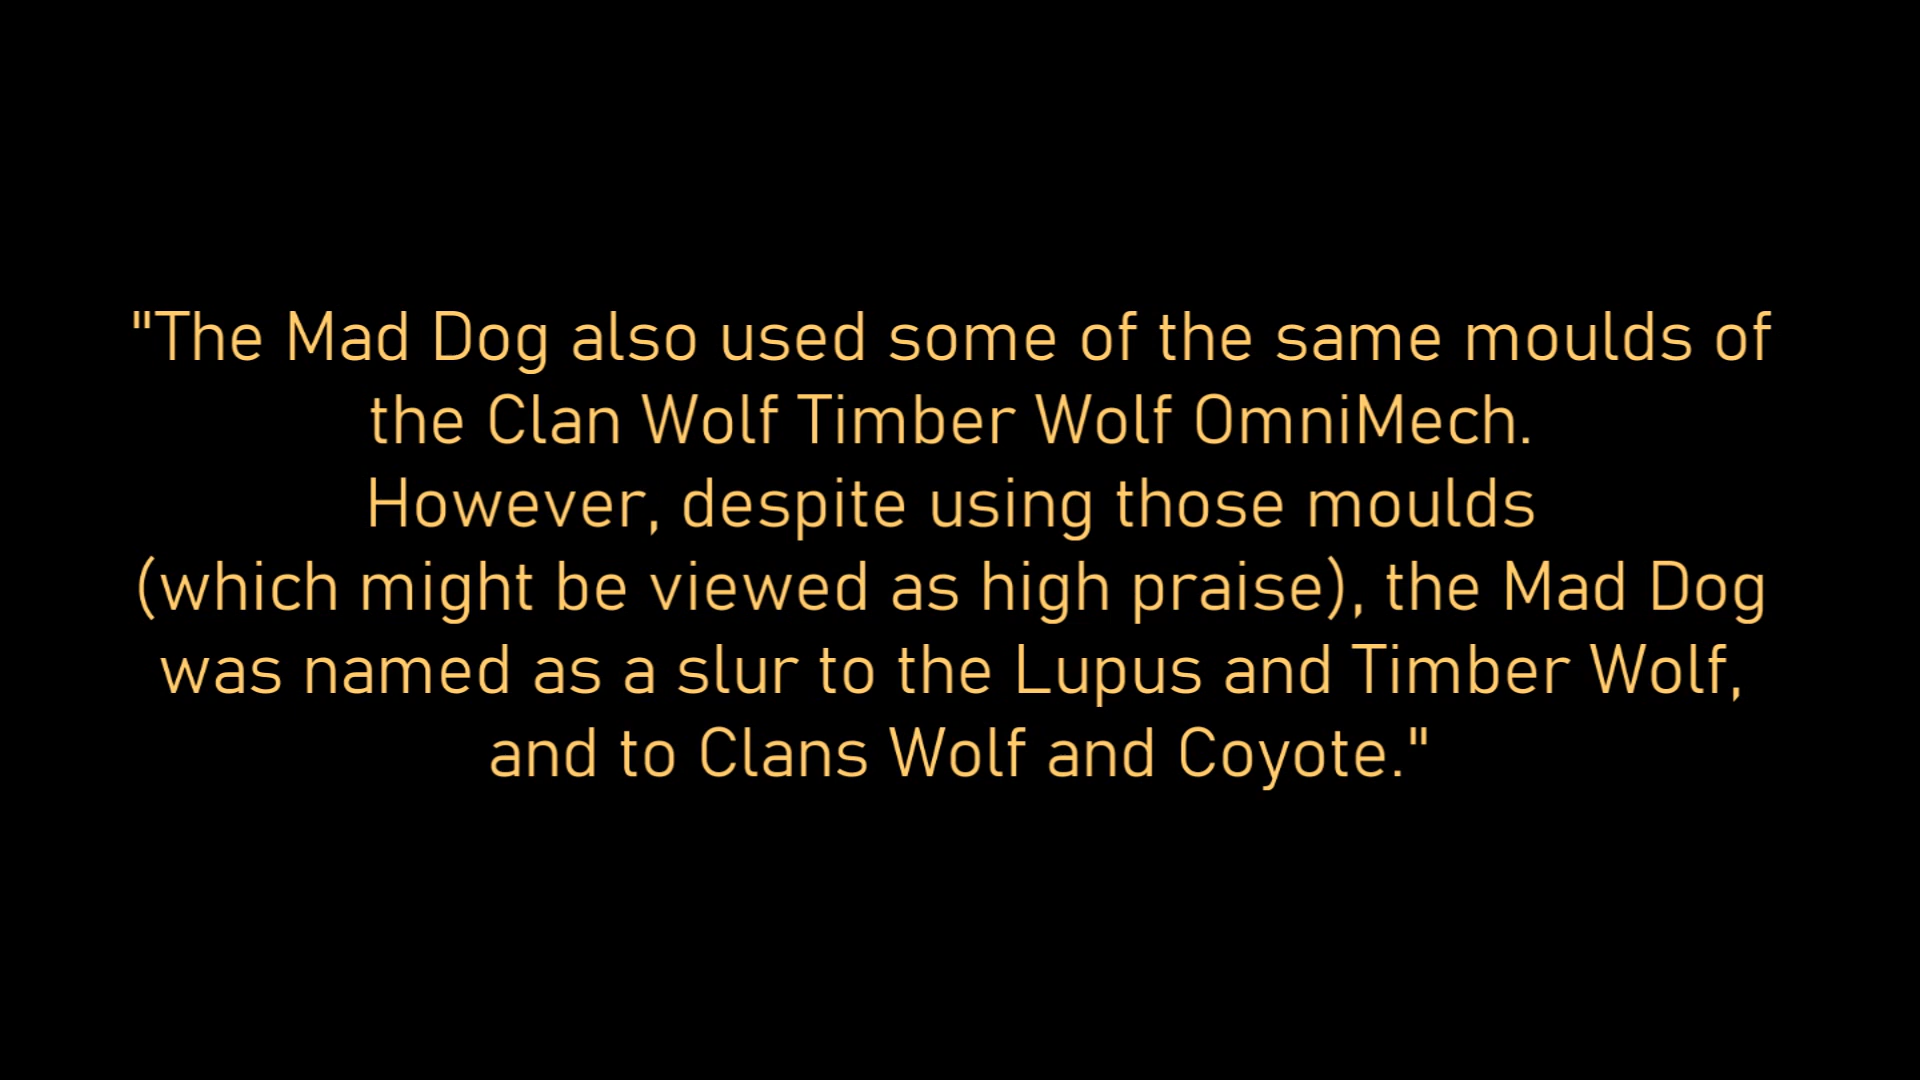 "The Mad Dog also used some of the same moulds of
the Clan Wolf Timber Wolf OmniMech.
However, despite using those moulds
(which might be viewed as high praise), the Mad Dog
was named as a slur to the Lupus and Timber Wolf,
and to Clans Wolf and Coyote."